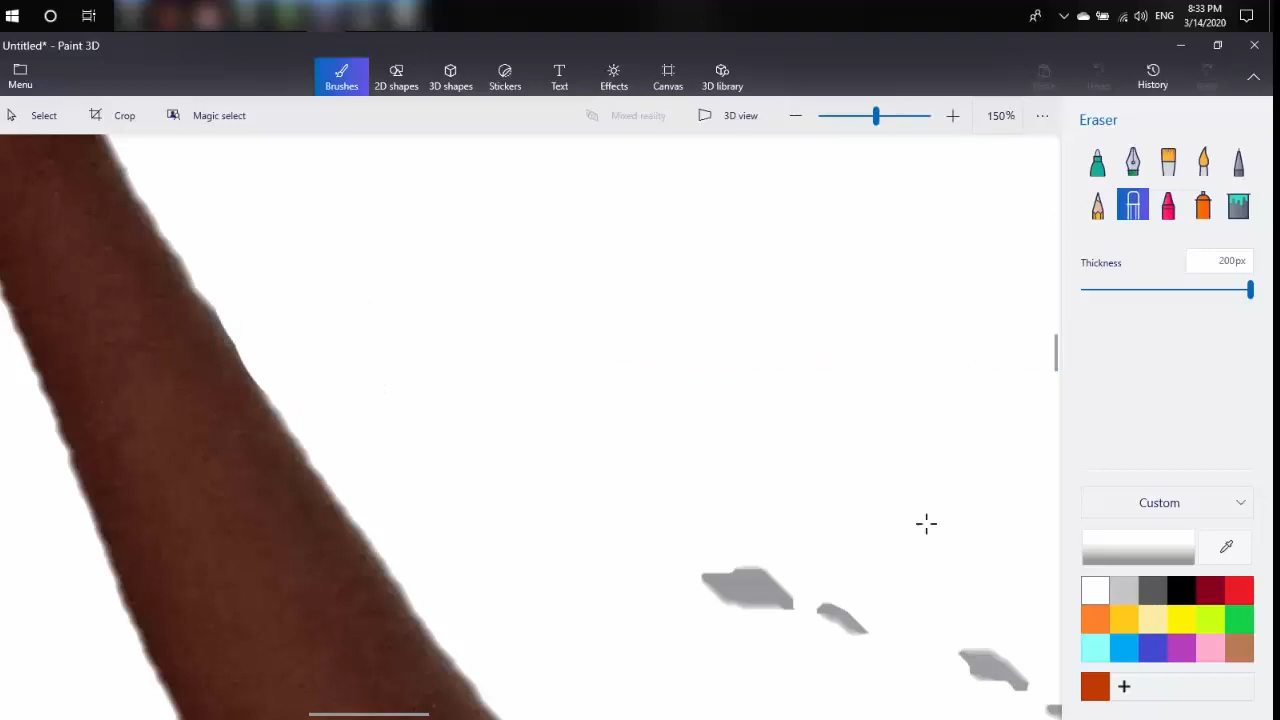 ENG
8:33 PM
3/14/2020
Untitled* - Paint 3D
Menu
Brushes
2D shapes
3D shapes
Stickers
Text
Effects
Canvas
3D library
History
Select
Crop
Magic select
Mixed reality
3D view
150%
Eraser
Thickness
200px
Custom